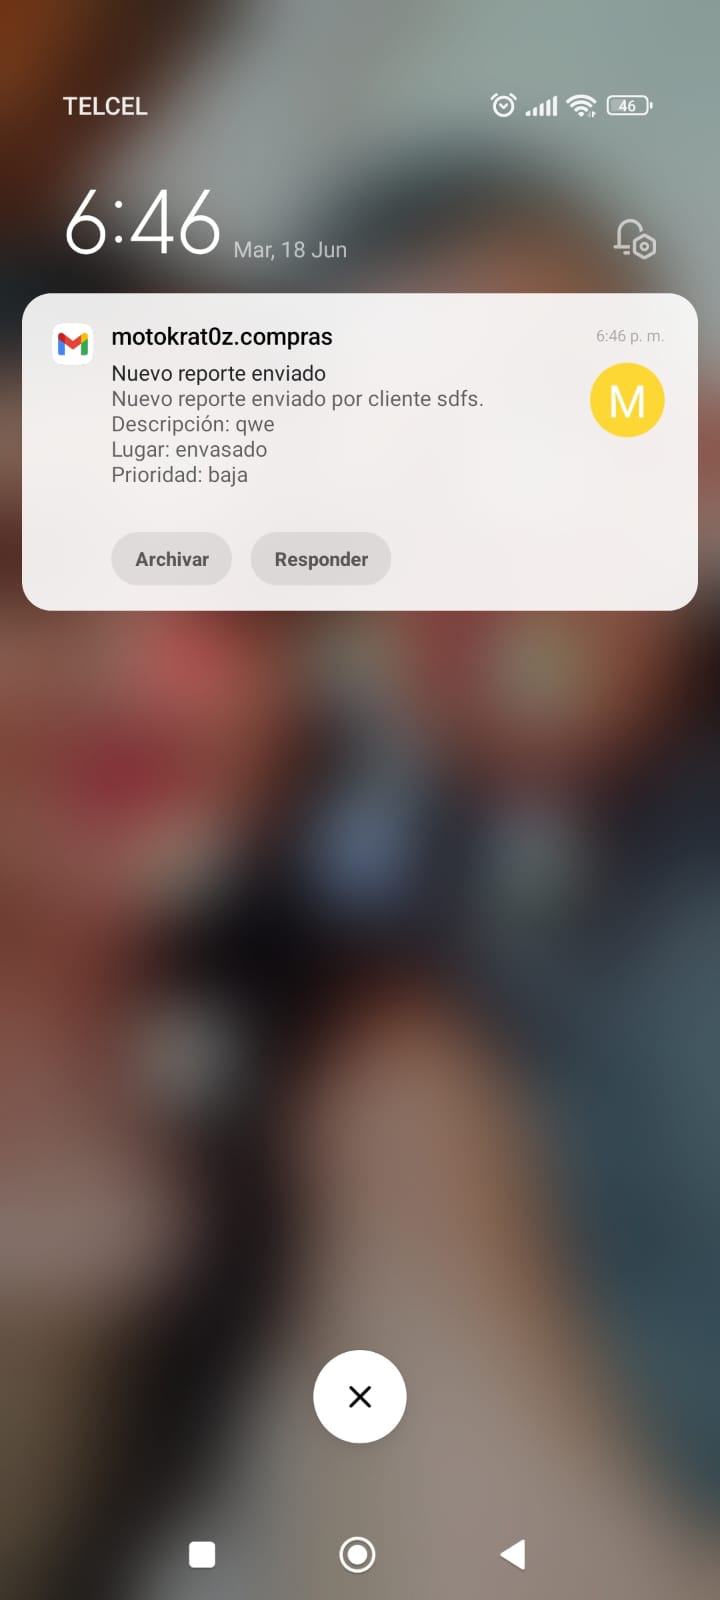 TELCEL
46
6:46 Mar, 18 Jun
motokrat0z.compras
6:46 p. m.
Nuevo reporte enviado
Nuevo reporte enviado por cliente sdfs.
Descripción: qwe
Lugar: envasado
Prioridad: baja
M
Archivar
Responder